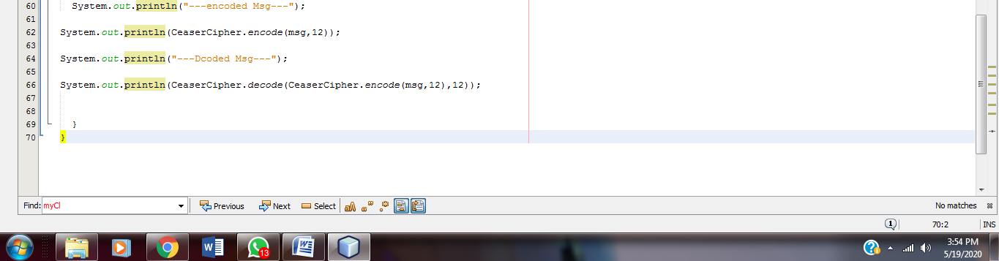 60 System.out.println("---encoded Msg---");
61
62 System.out.println(CeaserCipher.encode(msg,12));
63
64 System.out.println("---Dcoded Msg---");
65
66 System.out.println(CeaserCipher.decode(CeaserCipher.encode(msg,12),12));
67
68
69 }
70 }
Find: myCl Previous Next Select aA “” .* No matches
1 70:2 INS
13 W W ? 3:54 PM
5/19/2020